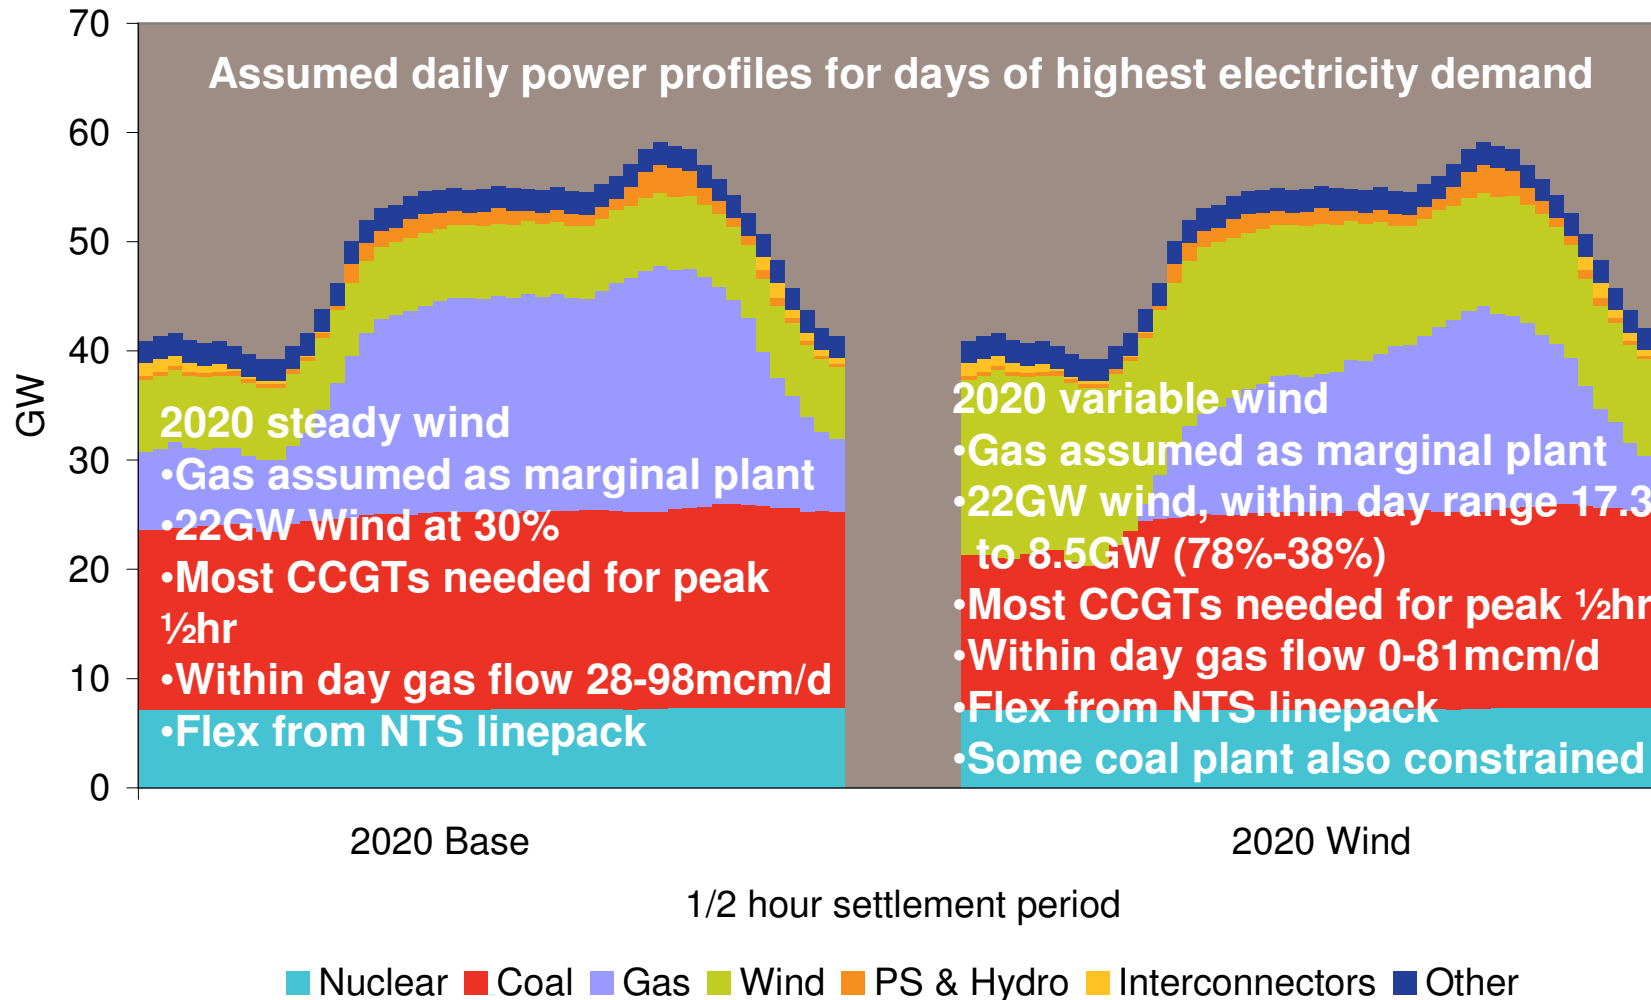 70
Assumed daily power profiles for days of highest electricity demand
60
50
40
30
20
10
0
GW
2020 steady wind
•Gas assumed as marginal plant
•22GW Wind at 30%
•Most CCGTs needed for peak
½hr
•Within day gas flow 28-98mcm/d
•Flex from NTS linepack
2020 variable wind
•Gas assumed as marginal plant
•22GW wind, within day range 17.3
to 8.5GW (78%-38%)
•Most CCGTs needed for peak ½hr
•Within day gas flow 0-81mcm/d
•Flex from NTS linepack
•Some coal plant also constrained
2020 Base
2020 Wind
1/2 hour settlement period
Nuclear Coal Gas Wind PS & Hydro Interconnectors Other